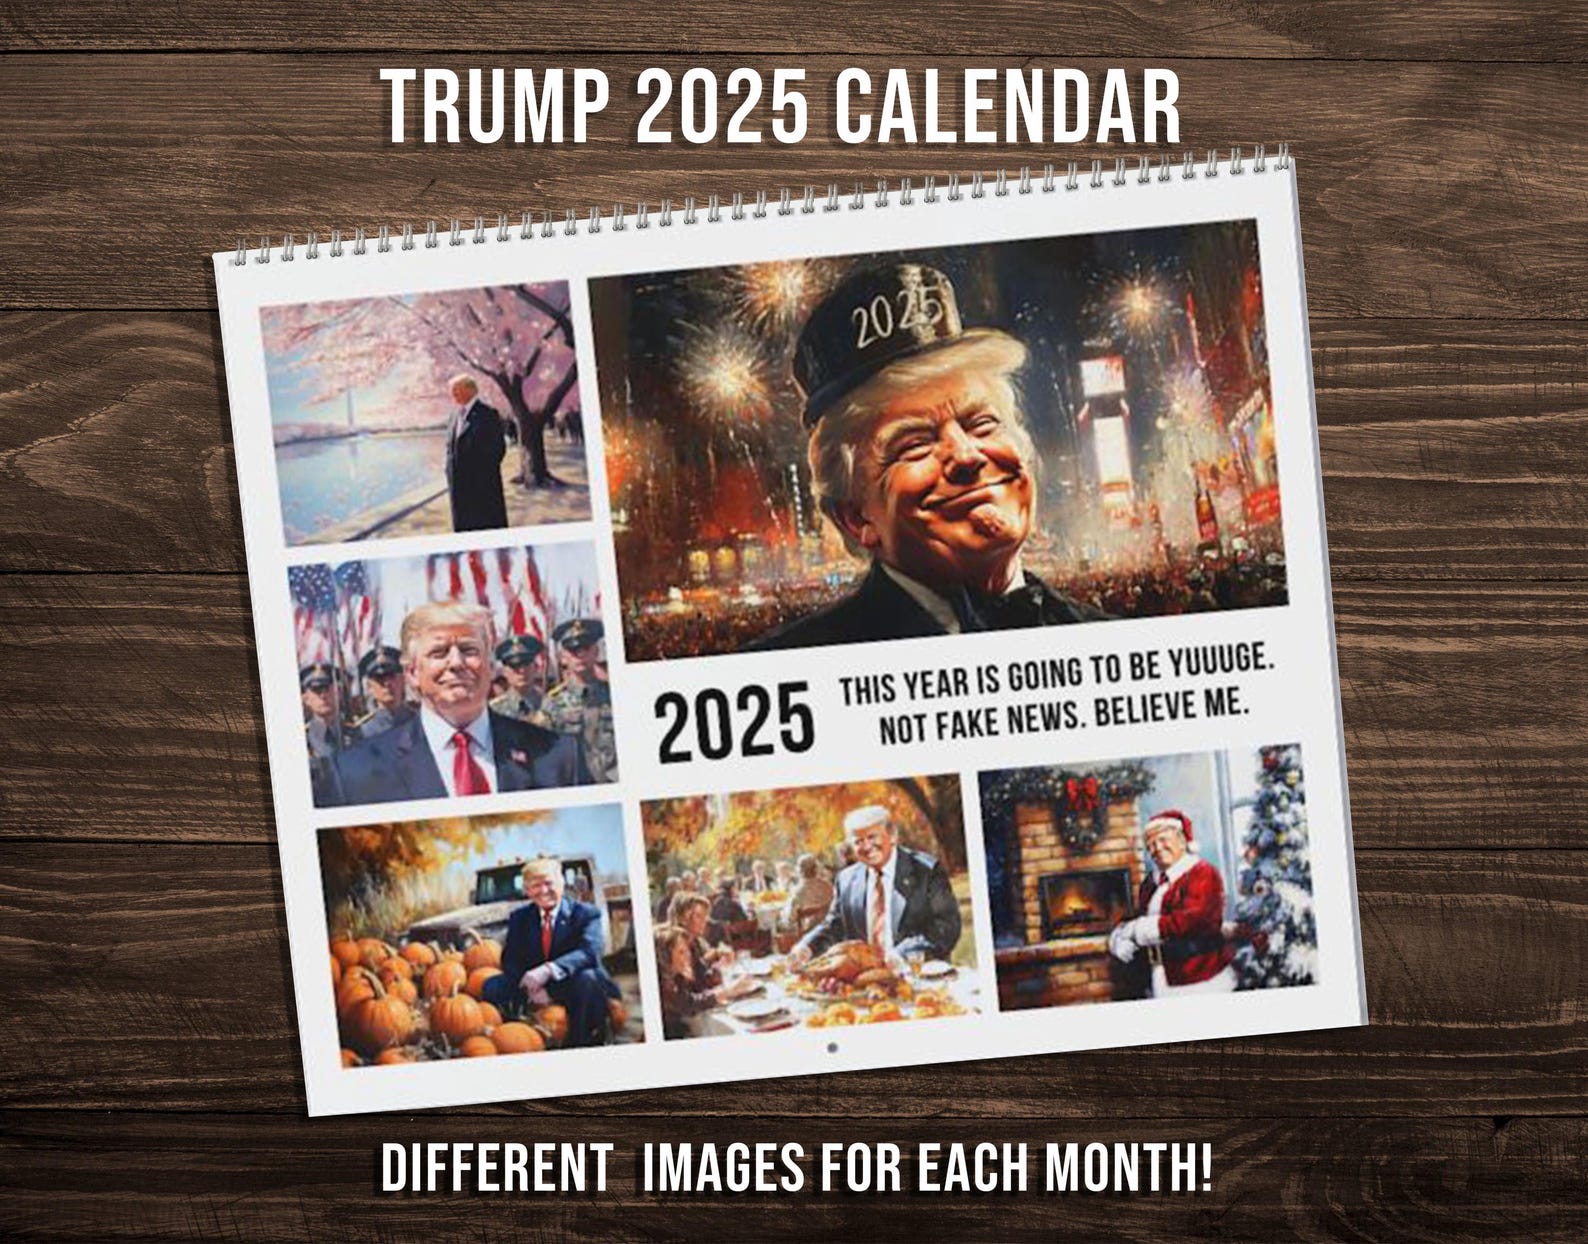 TRUMP 2025 CALENDAR
2025
2025
THIS YEAR IS GOING TO BE YUUUGE.
NOT FAKE NEWS. BELIEVE ME.
DIFFERENT IMAGES FOR EACH MONTH!